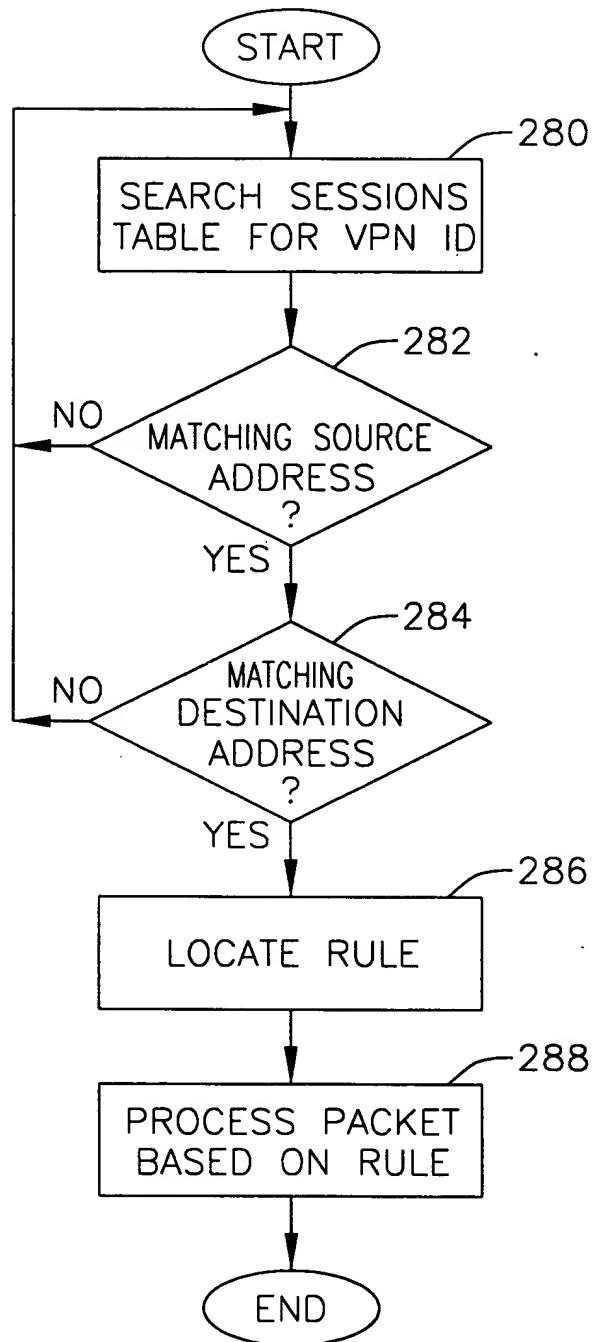 START
280
SEARCH SESSIONS
TABLE FOR VPN ID
282
NO
MATCHING SOURCE
ADDRESS
?
YES
284
NO
MATCHING
DESTINATION
ADDRESS
?
YES
286
LOCATE RULE
288
PROCESS PACKET
BASED ON RULE
END